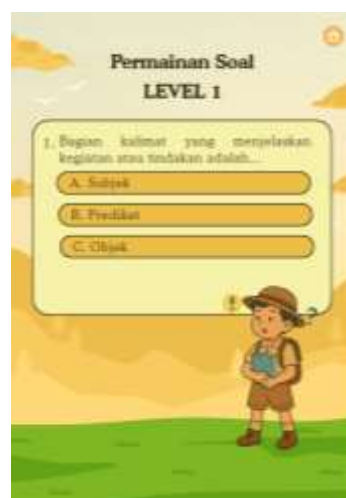 Permainan Soal
LEVEL 1
1. Bagian kalimat yang menjelaskan
kegiatan atau tindakan adalah...
A. Subjek
B. Predikat
C. Objek